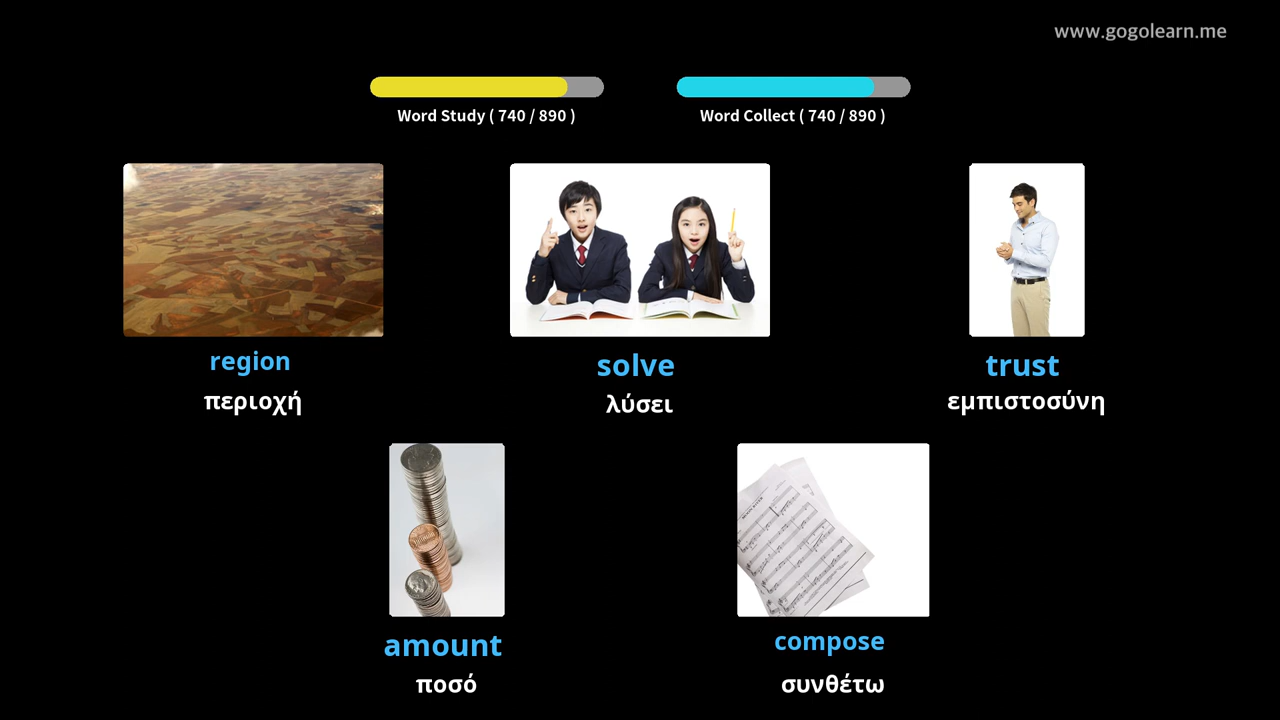 www.gogolearn.me
Word Study ( 740 / 890 )
Word Collect ( 740 / 890 )
region
περιοχή
solve
λύσει
trust
εμπιστοσύνη
amount
ποσό
compose
συνθέτω